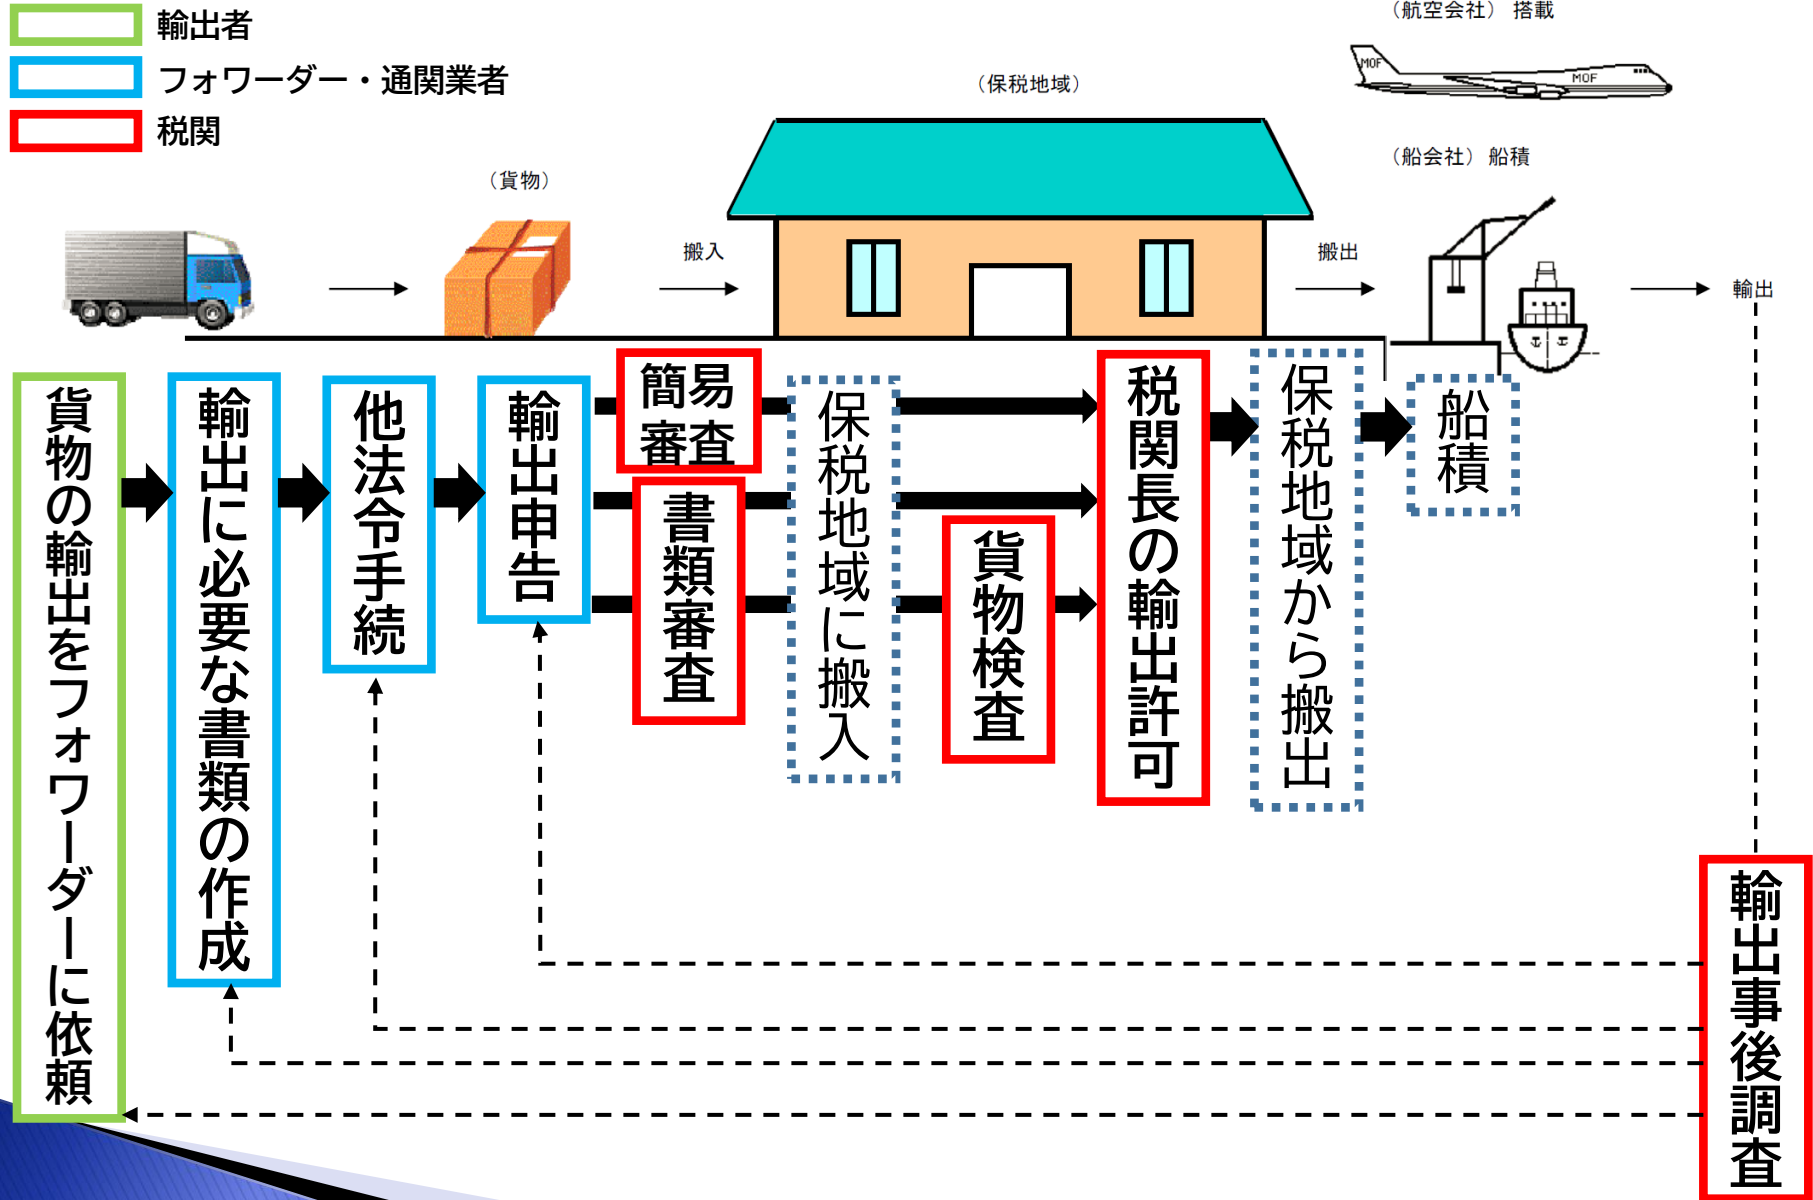 輸出者
フォワーダー・通関業者
税関
(航空会社) 搭載
MOF
MOF
(保税地域)
(船会社) 船積
(貨物)
搬入
搬出
輸出
貨物の輸出をフォワーダーに依頼
輸出に必要な書類の作成
他法令手続
輸出申告
簡易
審査
書類審査
保税地域に搬入
貨物検査
税関長の輸出許可
保税地域から搬出
船積
輸出事後調査